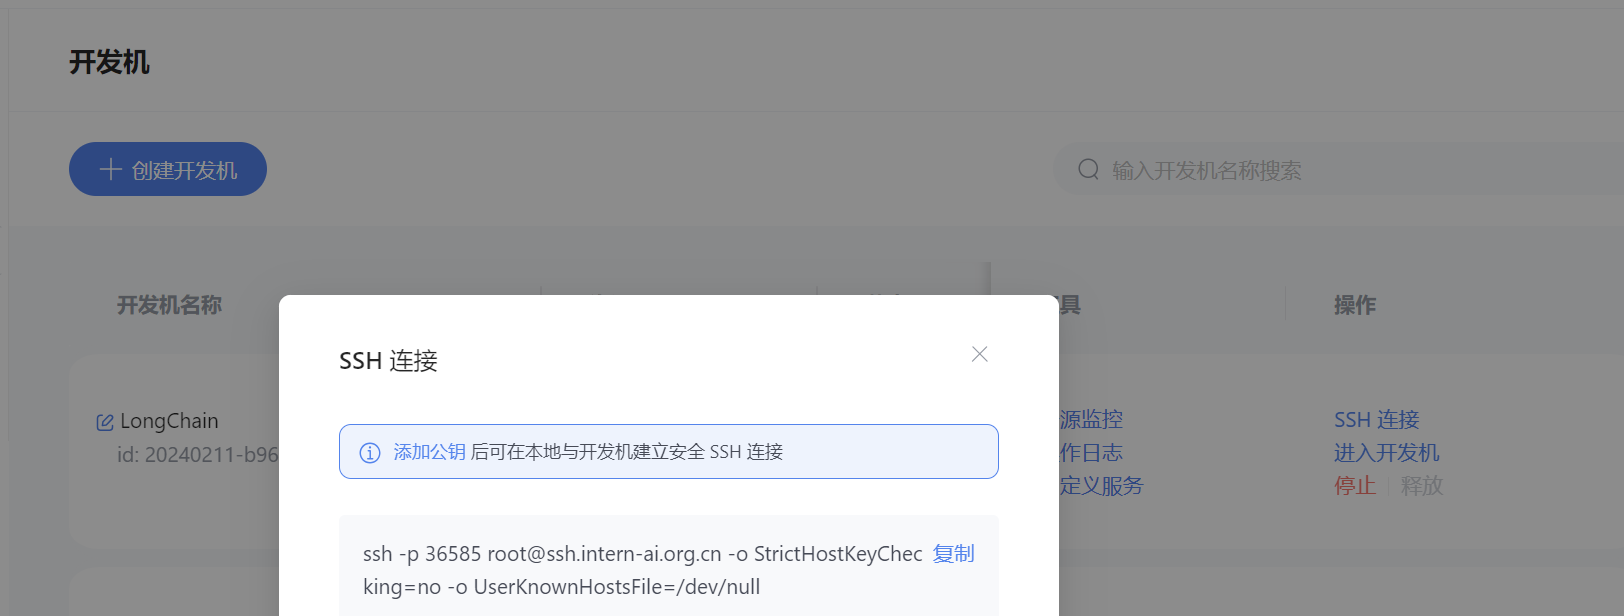 开发机
创建开发机
输入开发机名称搜索
开发机名称
具
操作
SSH 连接
LongChain
id: 20240211-b96
添加公钥 后可在本地与开发机建立安全 SSH 连接
源监控
作日志
定义服务
SSH 连接
进入开发机
停止 释放
ssh -p 36585 root@ssh.intern-ai.org.cn -o StrictHostKeyChec 复制
king=no -o UserKnownHostsFile=/dev/null